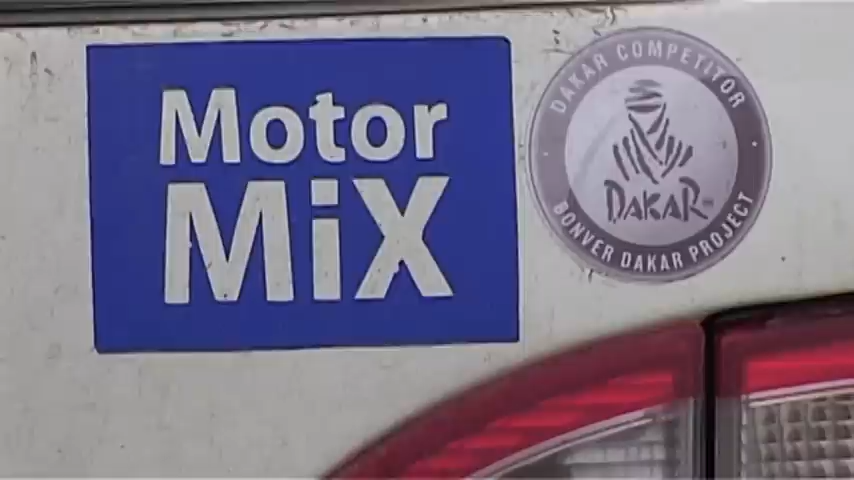 Motor
MiX
DAKAR COMPETITOR
DAKAR
BONVER DAKAR PROJECT